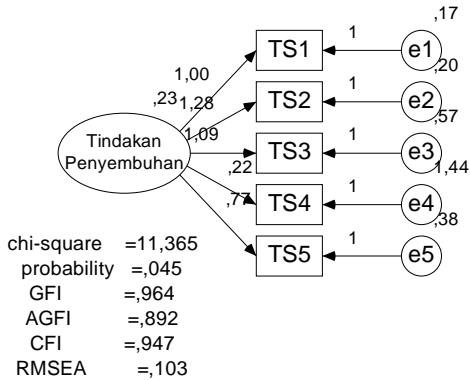 ,17
TS1
1
e1
,20
1,00
,23
1,28
TS2
1
e2
,57
1,09
Tindakan
Penyembuhan
TS3
1
e3
1,44
,22
,77
TS4
1
e4
,38
TS5
1
e5
chi-square =11,365
probability =,045
GFI =,964
AGFI =,892
CFI =,947
RMSEA =,103